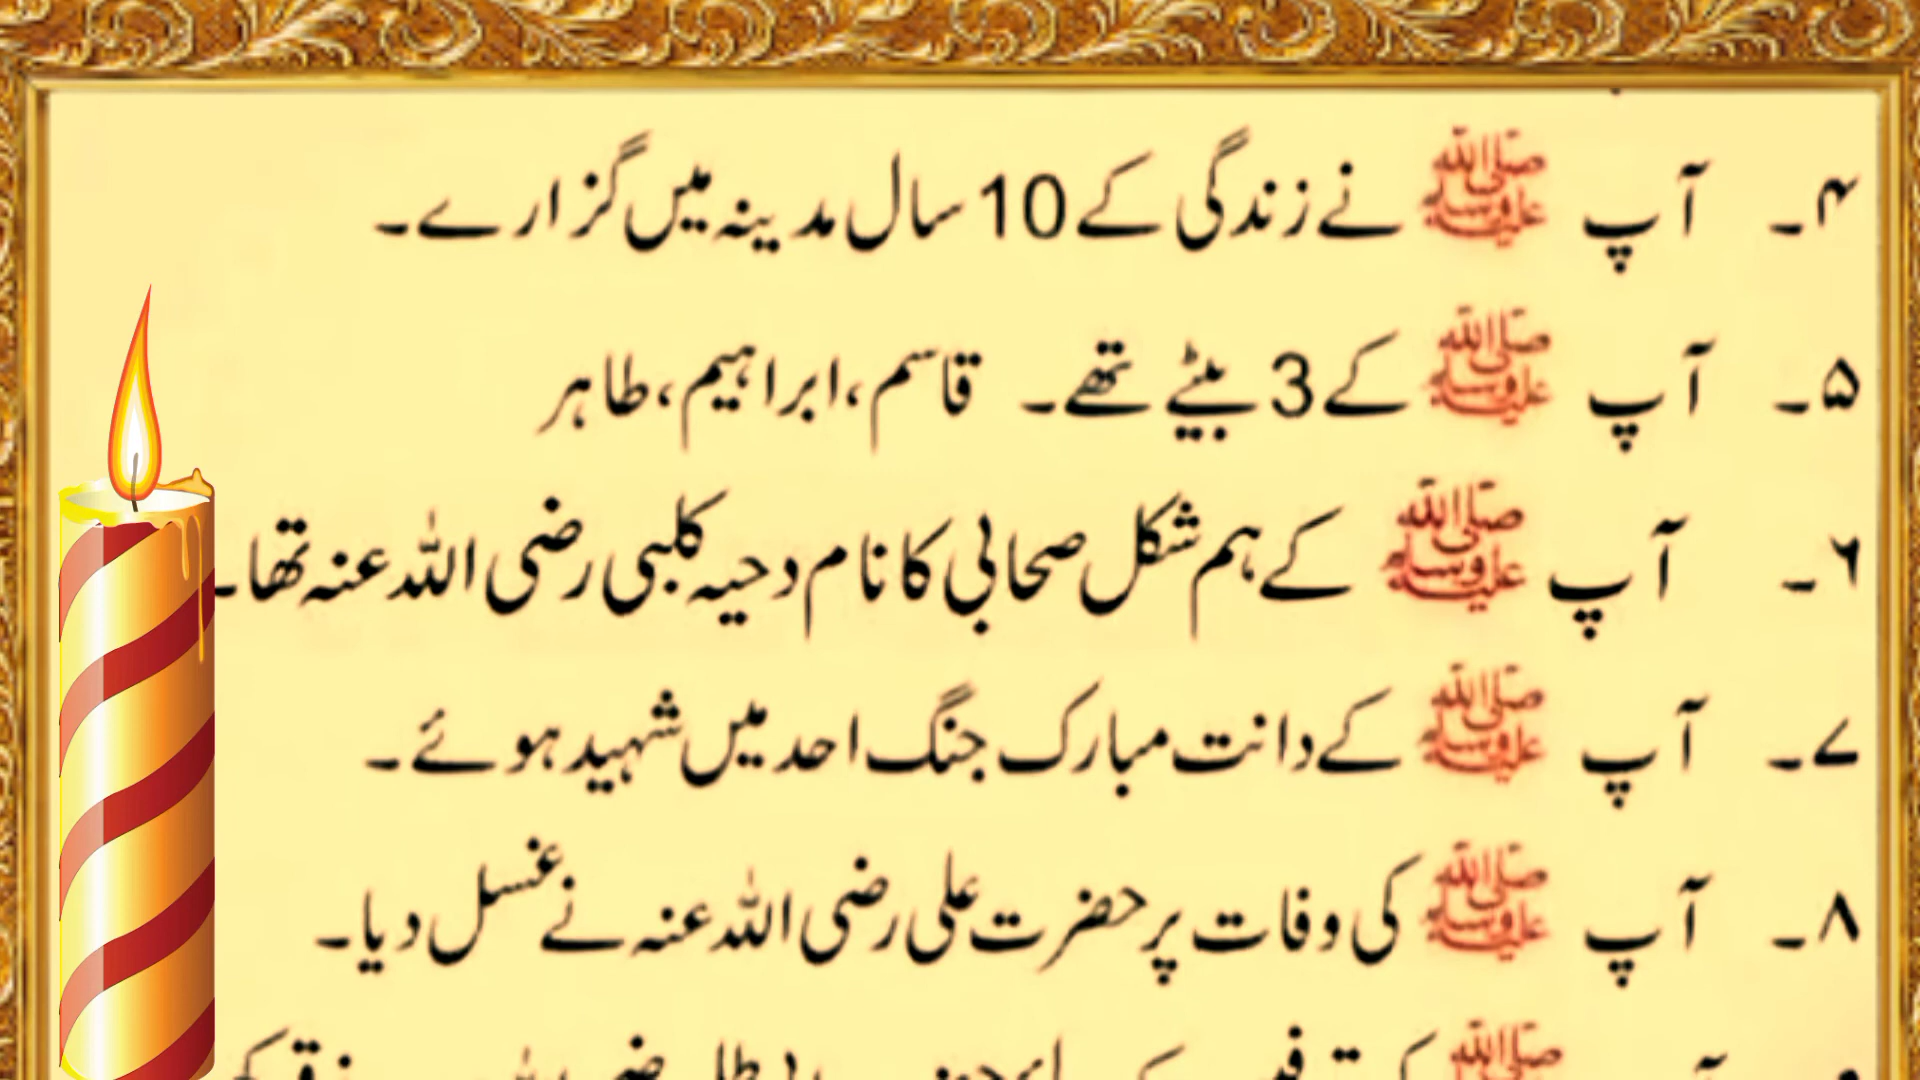 ۴۔ آپ ﷺ نے زندگی کے 10 سال مدینہ میں گزارے۔
۵۔ آپ ﷺ کے 3 بیٹے تھے۔ قاسم، ابراہیم، طاہر
۶۔ آپ ﷺ کے ہم شکل صحابی کا نام دحیہ کلبی رضی اللہ عنہ تھا۔
۷۔ آپ ﷺ کے دانت مبارک جنگ احد میں شہید ہوئے۔
۸۔ آپ ﷺ کی وفات پر حضرت علی رضی اللہ عنہ نے غسل دیا۔
ﷺ